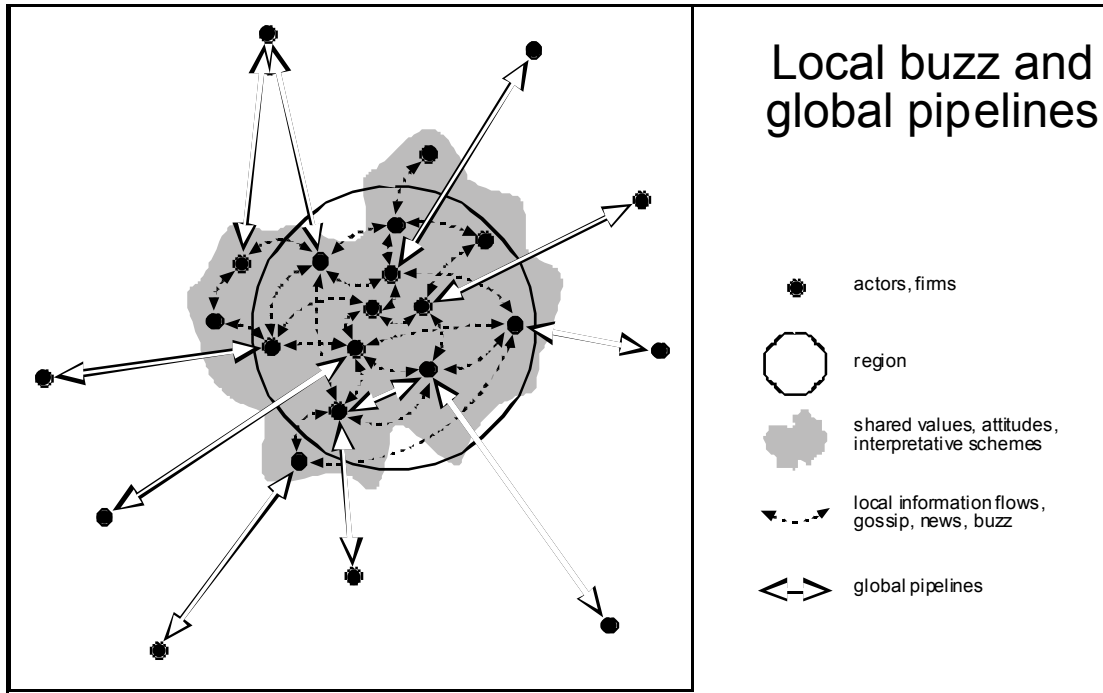 Local buzz and
global pipelines
actors, firms
region
shared values, attitudes,
interpretative schemes
local information flows,
gossip, news, buzz
global pipelines